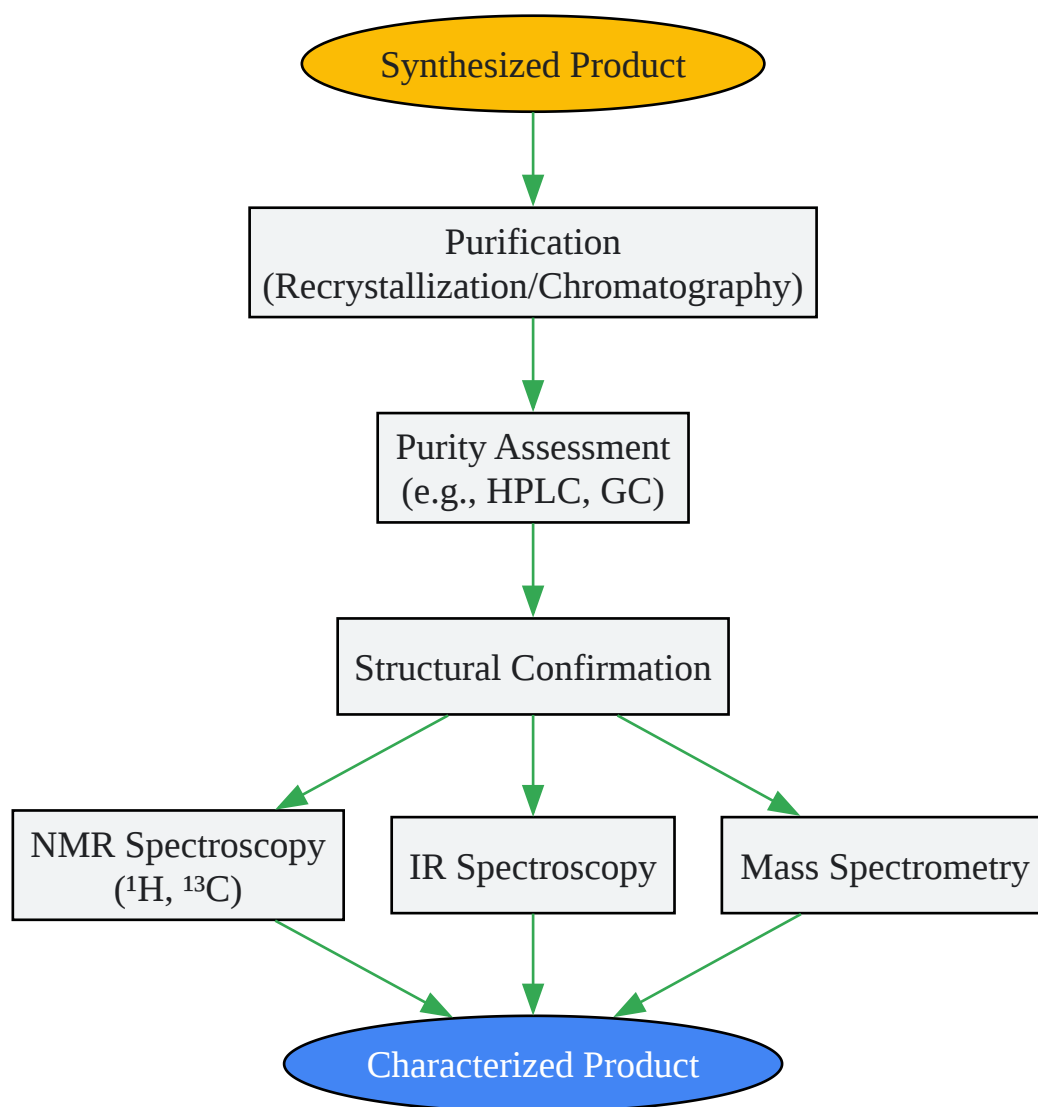 Synthesized Product
Purification
(Recrystallization/Chromatography)
Purity Assessment
(e.g., HPLC, GC)
Structural Confirmation
NMR Spectroscopy
(¹H, ¹³C)
IR Spectroscopy
Mass Spectrometry
Characterized Product